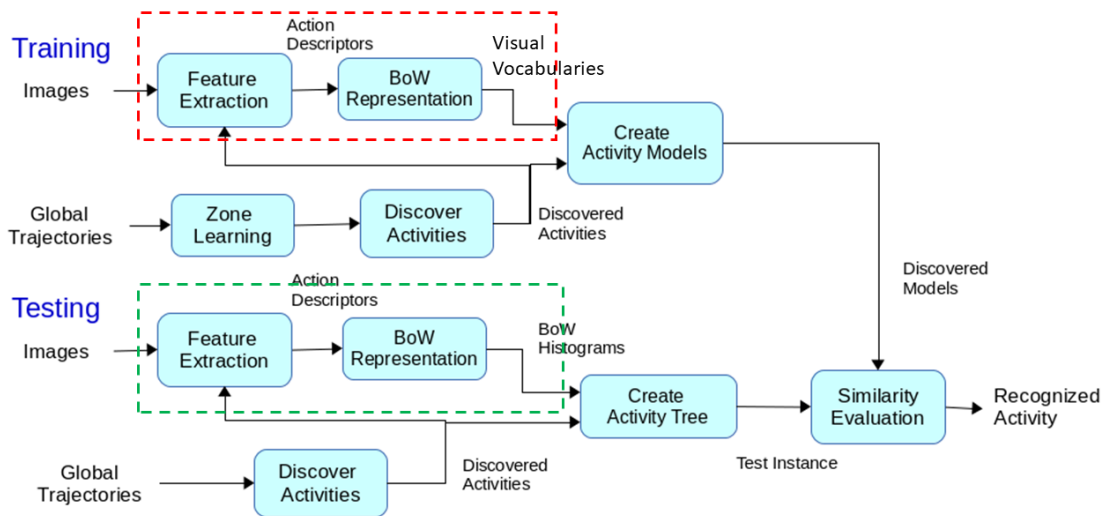 Training
Images
Action
Descriptors
Feature
Extraction
BoW
Representation
Visual
Vocabularies
Create
Activity Models
Global
Trajectories
Zone
Learning
Discover
Activities
Discovered
Activities
Discovered
Models
Testing
Images
Action
Descriptors
Feature
Extraction
BoW
Representation
BoW
Histograms
Create
Activity Tree
Similarity
Evaluation
Recognized
Activity
Test Instance
Global
Trajectories
Discover
Activities
Discovered
Activities